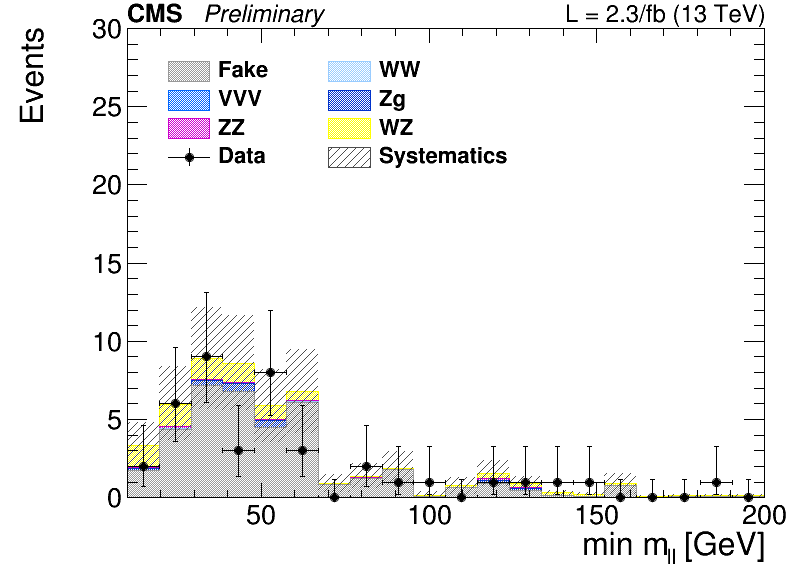 CMS Preliminary L = 2.3/fb (13 TeV)
Events
30
25
20
15
10
5
0
Fake WW
VVV Zg
ZZ WZ
Data Systematics
50 100 150 200
min m_ll [GeV]